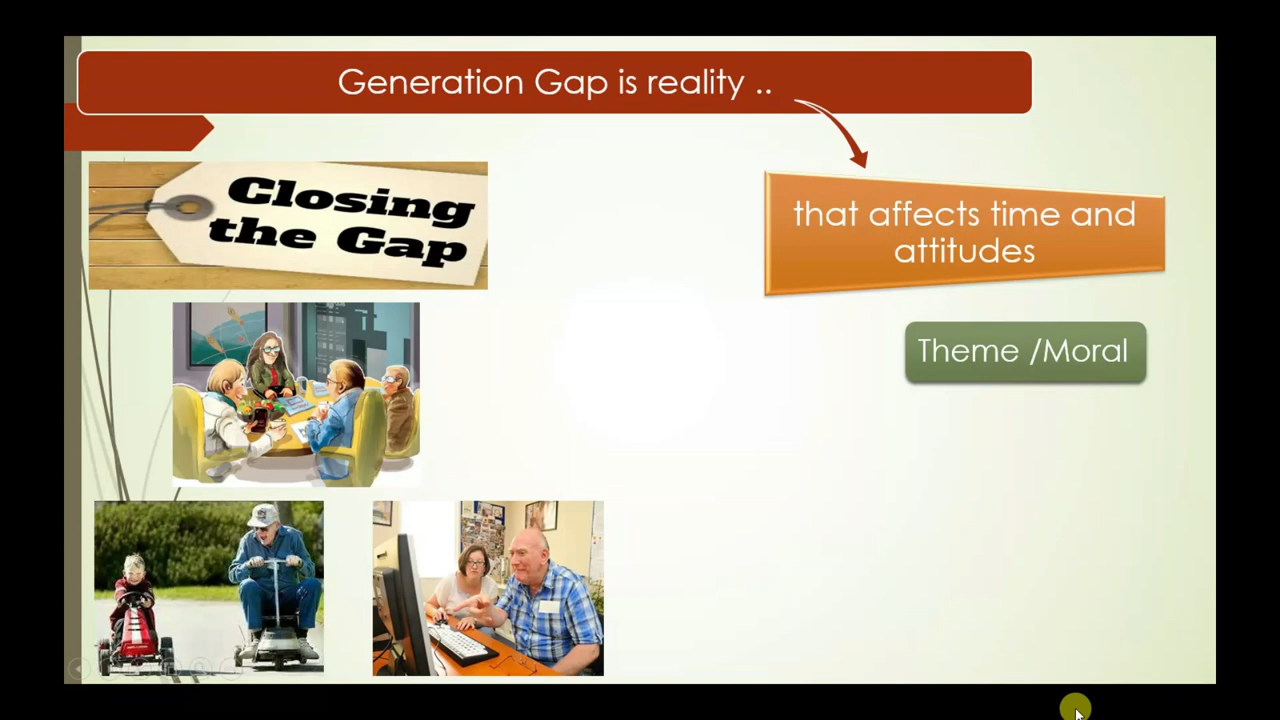 Generation Gap is reality ..
Closing
the Gap
that affects time and
attitudes
Theme /Moral